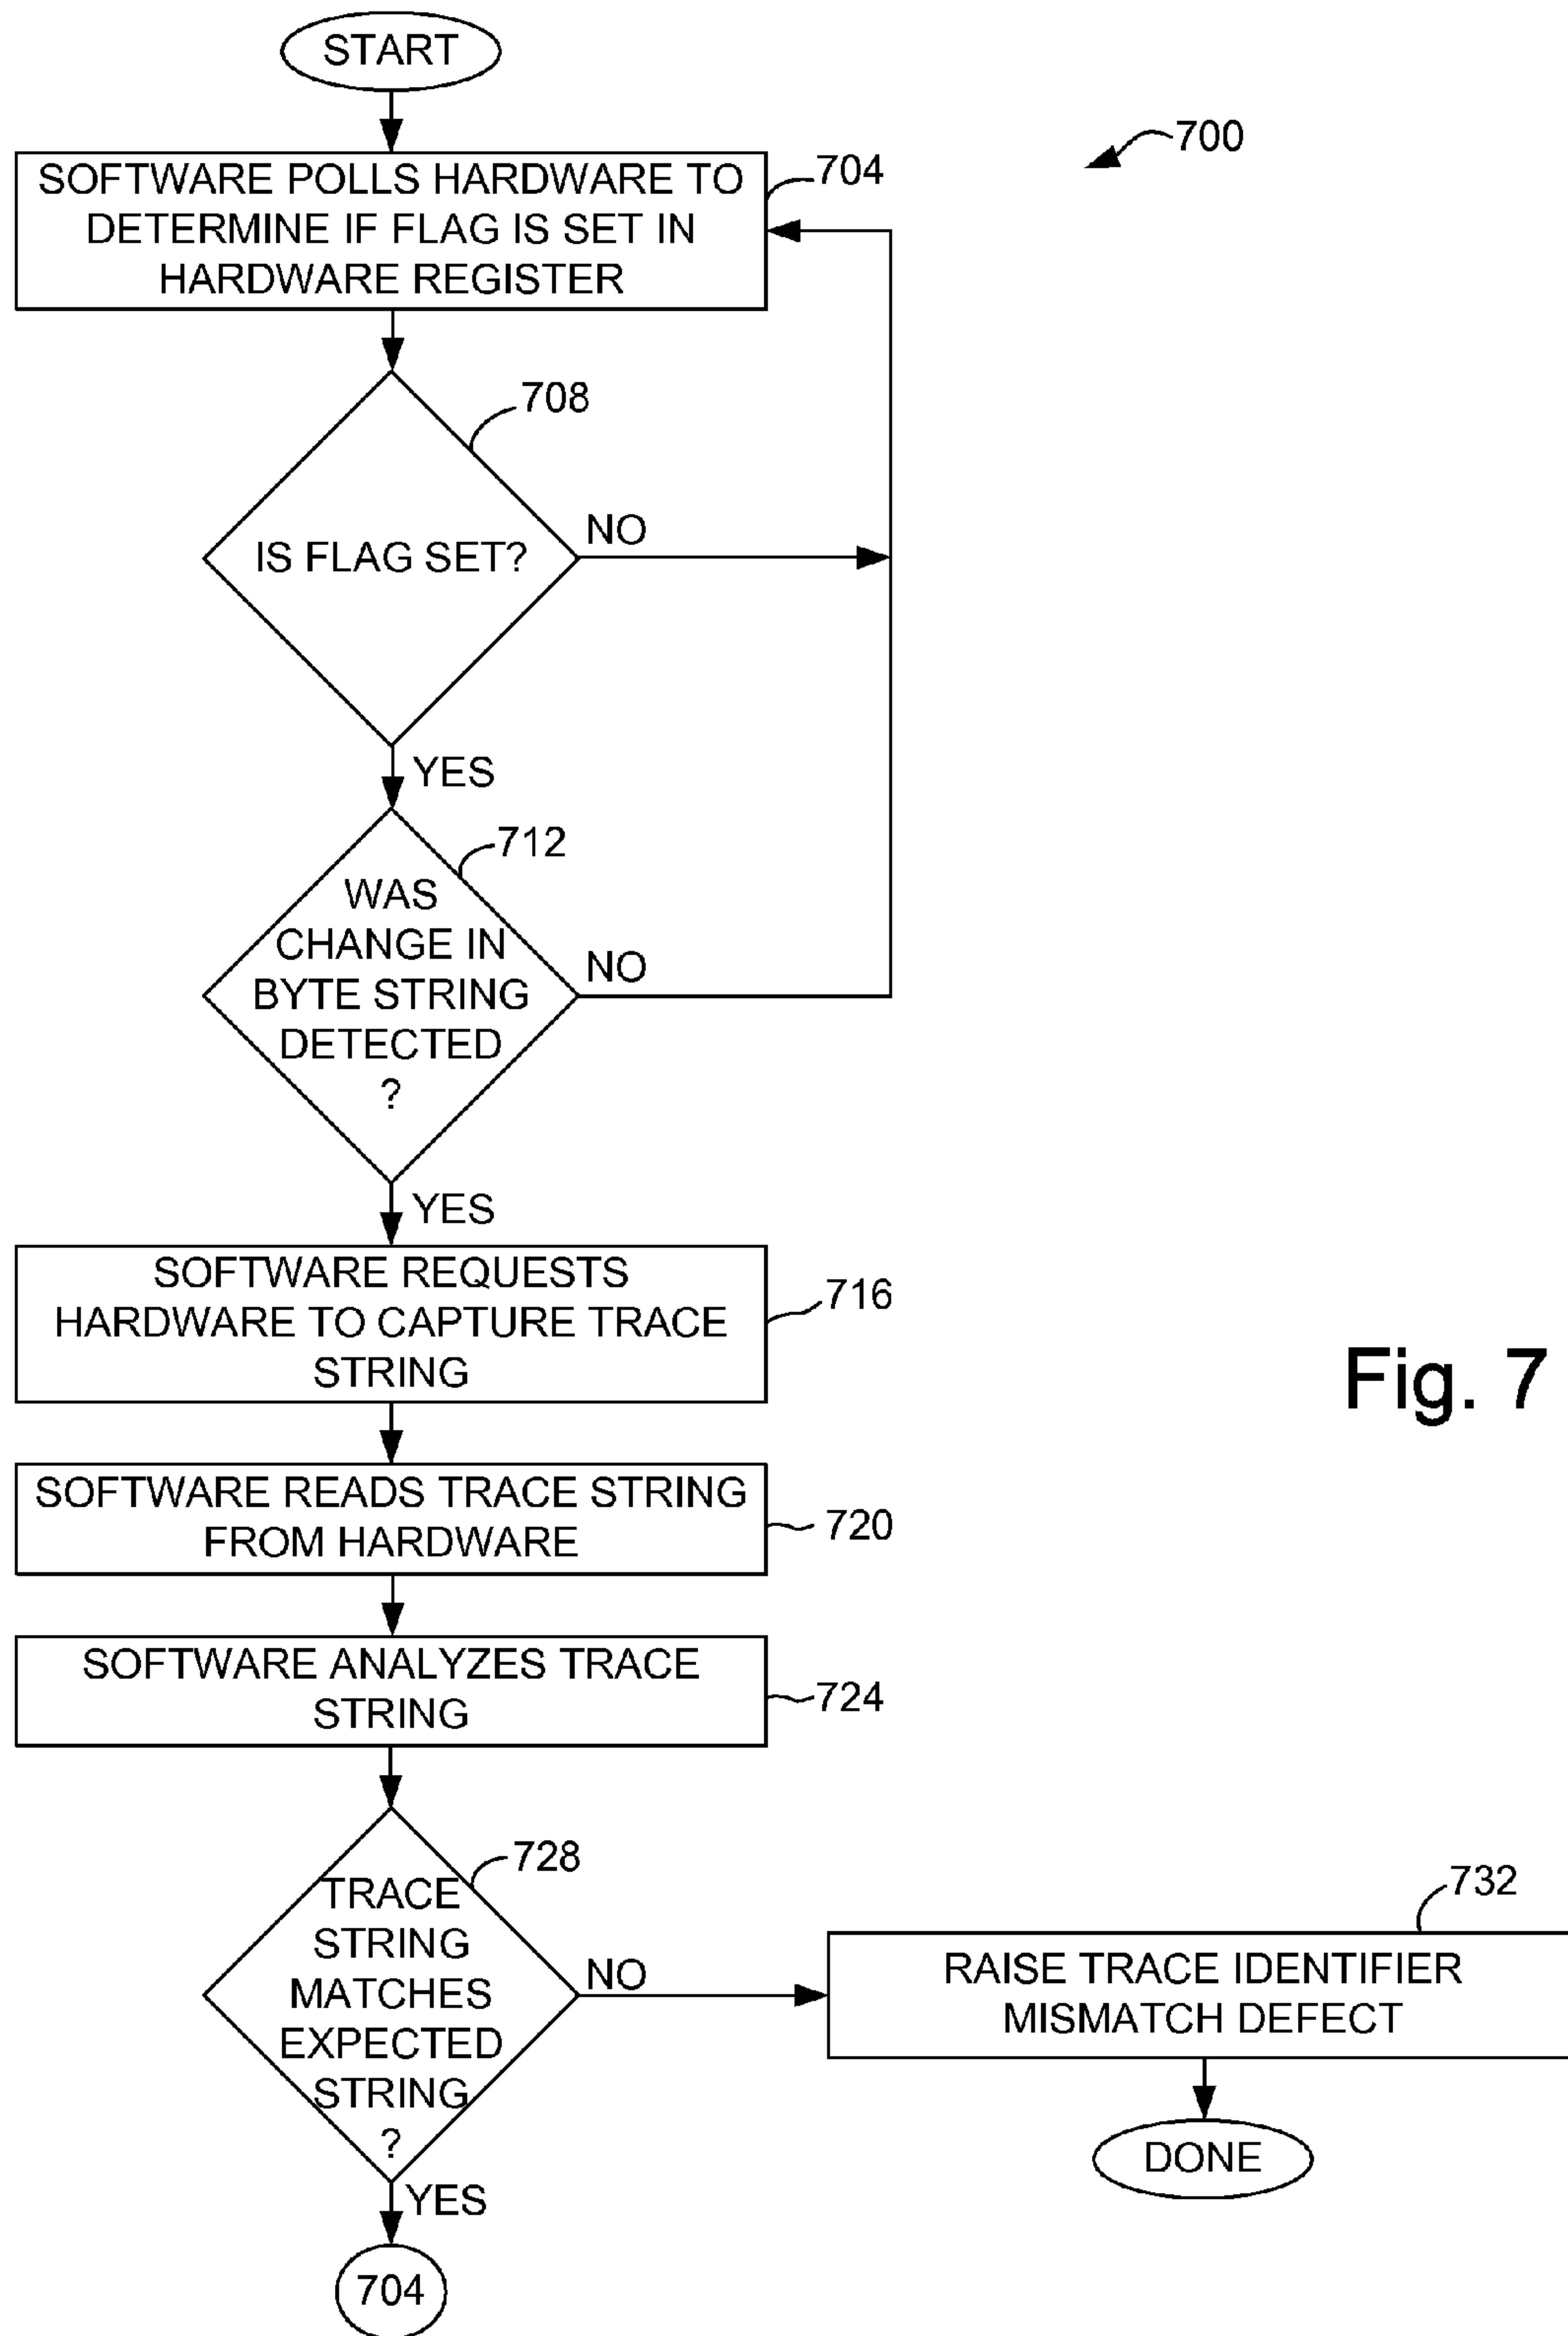 START
700
SOFTWARE POLLS HARDWARE TO
DETERMINE IF FLAG IS SET IN
HARDWARE REGISTER
704
708
IS FLAG SET?
NO
YES
712
WAS
CHANGE IN
BYTE STRING
DETECTED
?
NO
YES
SOFTWARE REQUESTS
HARDWARE TO CAPTURE TRACE
STRING
716
Fig. 7
SOFTWARE READS TRACE STRING
FROM HARDWARE
720
SOFTWARE ANALYZES TRACE
STRING
724
728
TRACE
STRING
MATCHES
EXPECTED
STRING
?
NO
732
RAISE TRACE IDENTIFIER
MISMATCH DEFECT
DONE
YES
704